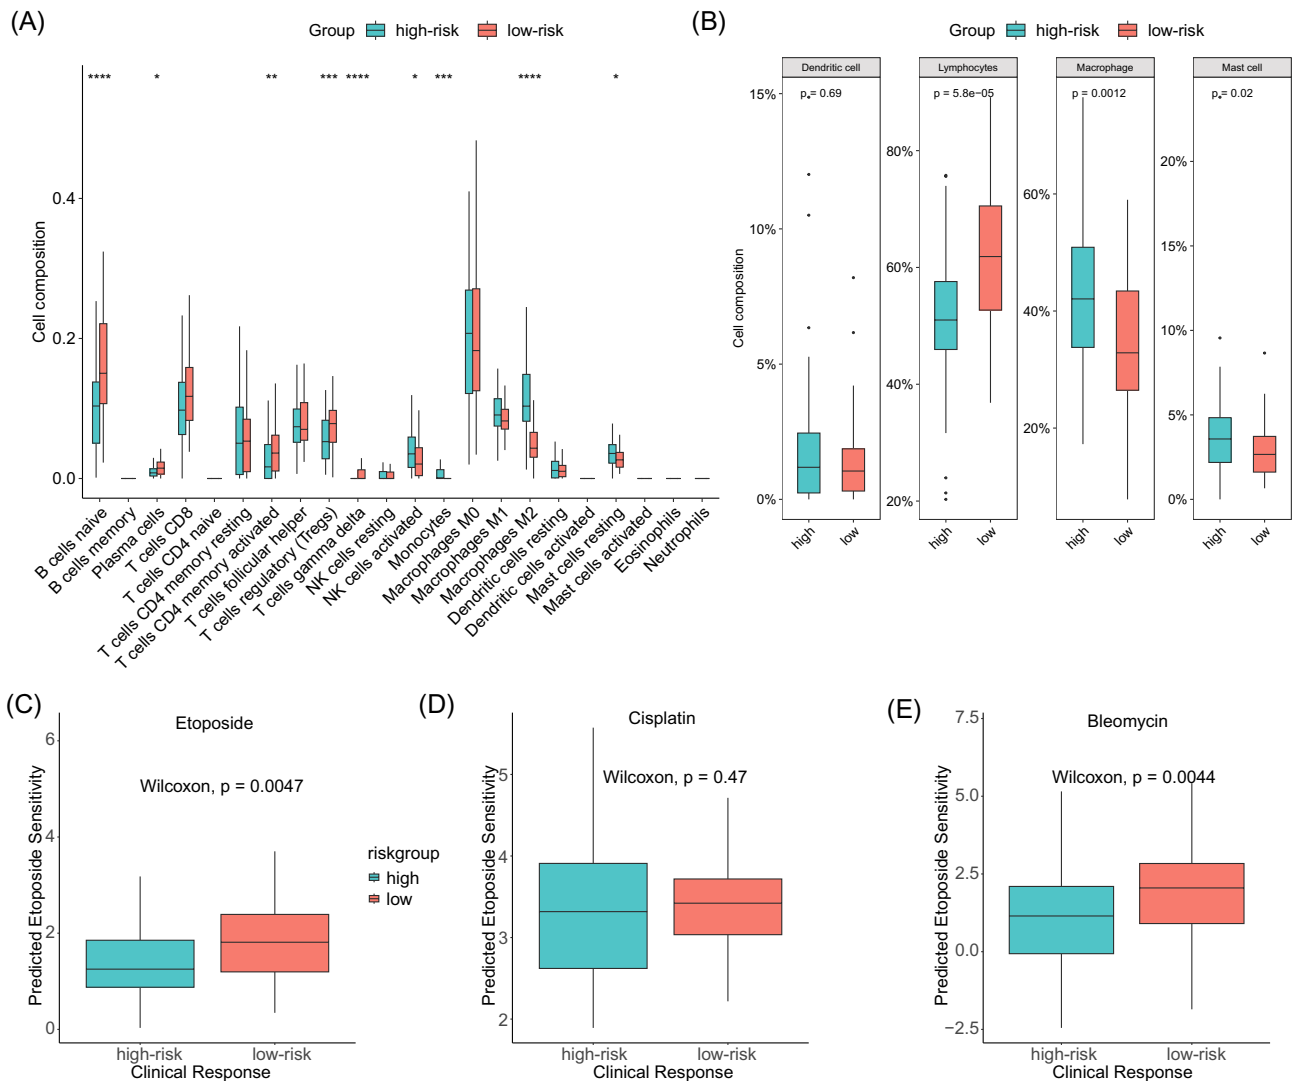 (A)
Group high-risk low-risk
**** * ** *** **** * *** **** *
Cell composition
0.4
0.2
0.0
B cells naive
B cells memory
Plasma cells
T cells CD8
T cells CD4 naive
T cells CD4 memory resting
T cells CD4 memory activated
T cells follicular helper
T cells regulatory (Tregs)
T cells gamma delta
NK cells resting
NK cells activated
Monocytes
Macrophages M0
Macrophages M1
Macrophages M2
Dendritic cells resting
Dendritic cells activated
Mast cells resting
Mast cells activated
Eosinophils
Neutrophils
(B)
Group high-risk low-risk
Cell composition
Dendritic cell
p = 0.69
15%
10%
5%
0%
high low
Lymphocytes
p = 5.8e−05
80%
60%
40%
20%
high low
Macrophage
p = 0.0012
60%
40%
20%
high low
Mast cell
p = 0.02
20%
15%
10%
5%
0%
high low
(C)
Etoposide
Wilcoxon, p = 0.0047
Predicted Etoposide Sensitivity
6
4
2
0
high-risk low-risk
Clinical Response
riskgroup
high
low
(D)
Cisplatin
Wilcoxon, p = 0.47
Predicted Etoposide Sensitivity
5
4
3
2
high-risk low-risk
Clinical Response
(E)
Bleomycin
Wilcoxon, p = 0.0044
Predicted Etoposide Sensitivity
7.5
5.0
2.5
0.0
−2.5
high-risk low-risk
Clinical Response